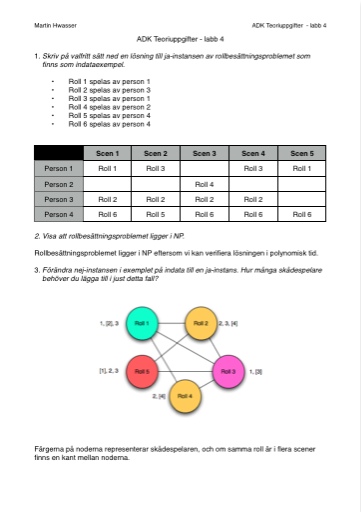 Martin Hwasser ADK Teoriuppgifter - labb 4
ADK Teoriuppgifter - labb 4
1. Skriv på valfritt sätt ned en lösning till ja-instansen av rollbesättningsproblemet som
finns som indataexempel.
• Roll 1 spelas av person 1
• Roll 2 spelas av person 3
• Roll 3 spelas av person 1
• Roll 4 spelas av person 2
• Roll 5 spelas av person 4
• Roll 6 spelas av person 4
Scen 1 Scen 2 Scen 3 Scen 4 Scen 5
Person 1 Roll 1 Roll 3 Roll 3 Roll 1
Person 2 Roll 4
Person 3 Roll 2 Roll 2 Roll 2 Roll 2
Person 4 Roll 6 Roll 5 Roll 6 Roll 6 Roll 6
2. Visa att rollbesättningsproblemet ligger i NP.
Rollbesättningsproblemet ligger i NP eftersom vi kan verifiera lösningen i polynomisk tid.
3. Förändra nej-instansen i exemplet på indata till en ja-instans. Hur många skådespelare
behöver du lägga till i just detta fall?
1, [2], 3 Roll 1 Roll 2 2, 3, [4]
[1], 2, 3 Roll 5 Roll 3 1, [3]
2, [4] Roll 4
Färgerna på noderna representerar skådespelaren, och om samma roll är i flera scener
finns en kant mellan noderna.